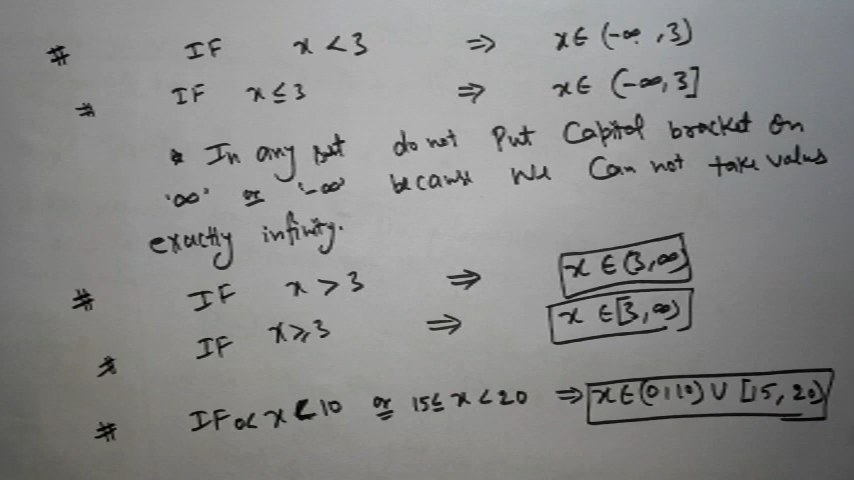 # IF x < 3 ⇒ x ∈ (-∞, 3)
# IF x ≤ 3 ⇒ x ∈ (-∞, 3]
* In any set do not Put Capital bracket on
'∞' or '-∞' because we Can not take values
exactly infinity.
# IF x > 3 ⇒ x ∈ (3, ∞)
# IF x ≥ 3 ⇒ x ∈ [3, ∞)
# IF 0 < x < 10 or 15 ≤ x < 20 ⇒ x ∈ (0, 10) ∪ [15, 20)